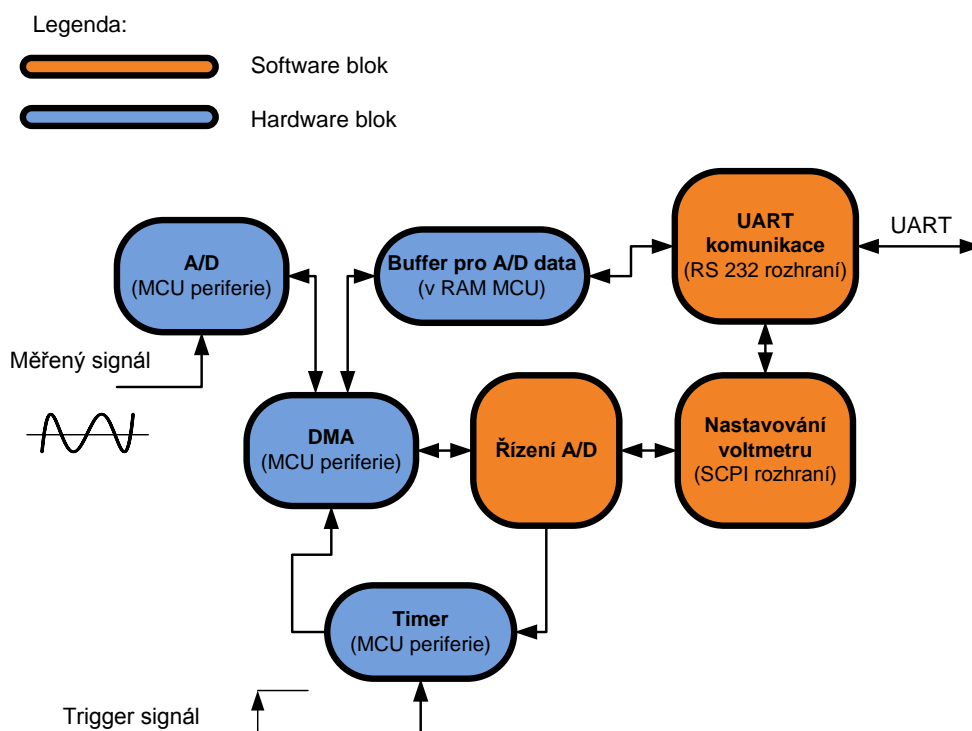 Legenda:
Software blok
Hardware blok
A/D
(MCU periferie)
Buffer pro A/D data
(v RAM MCU)
UART
komunikace
(RS 232 rozhraní)
UART
Měřený signál
DMA
(MCU periferie)
Řízení A/D
Nastavování
voltmetru
(SCPI rozhraní)
Timer
(MCU periferie)
Trigger signál